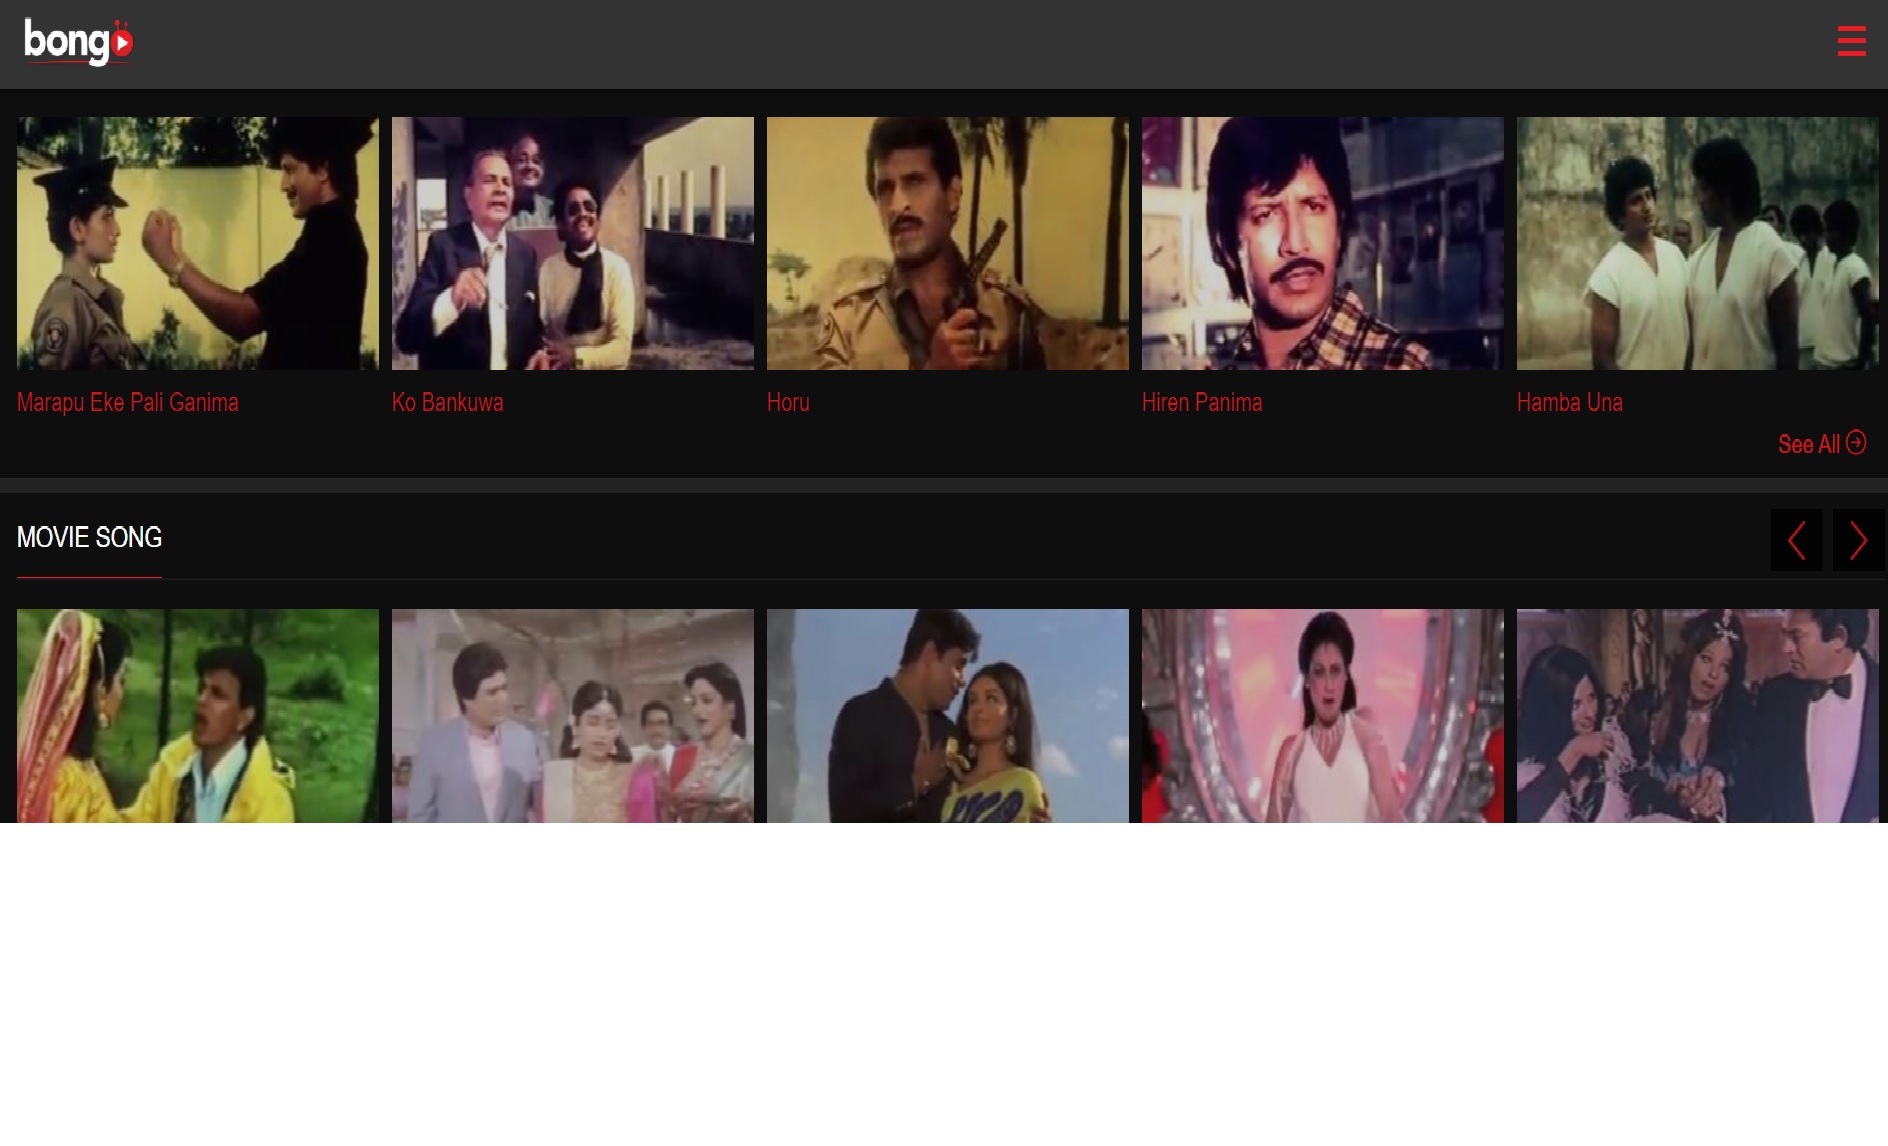 bongo
Marapu Eke Pali Ganima
Ko Bankuwa
Horu
Hiren Panima
Hamba Una
See All
MOVIE SONG